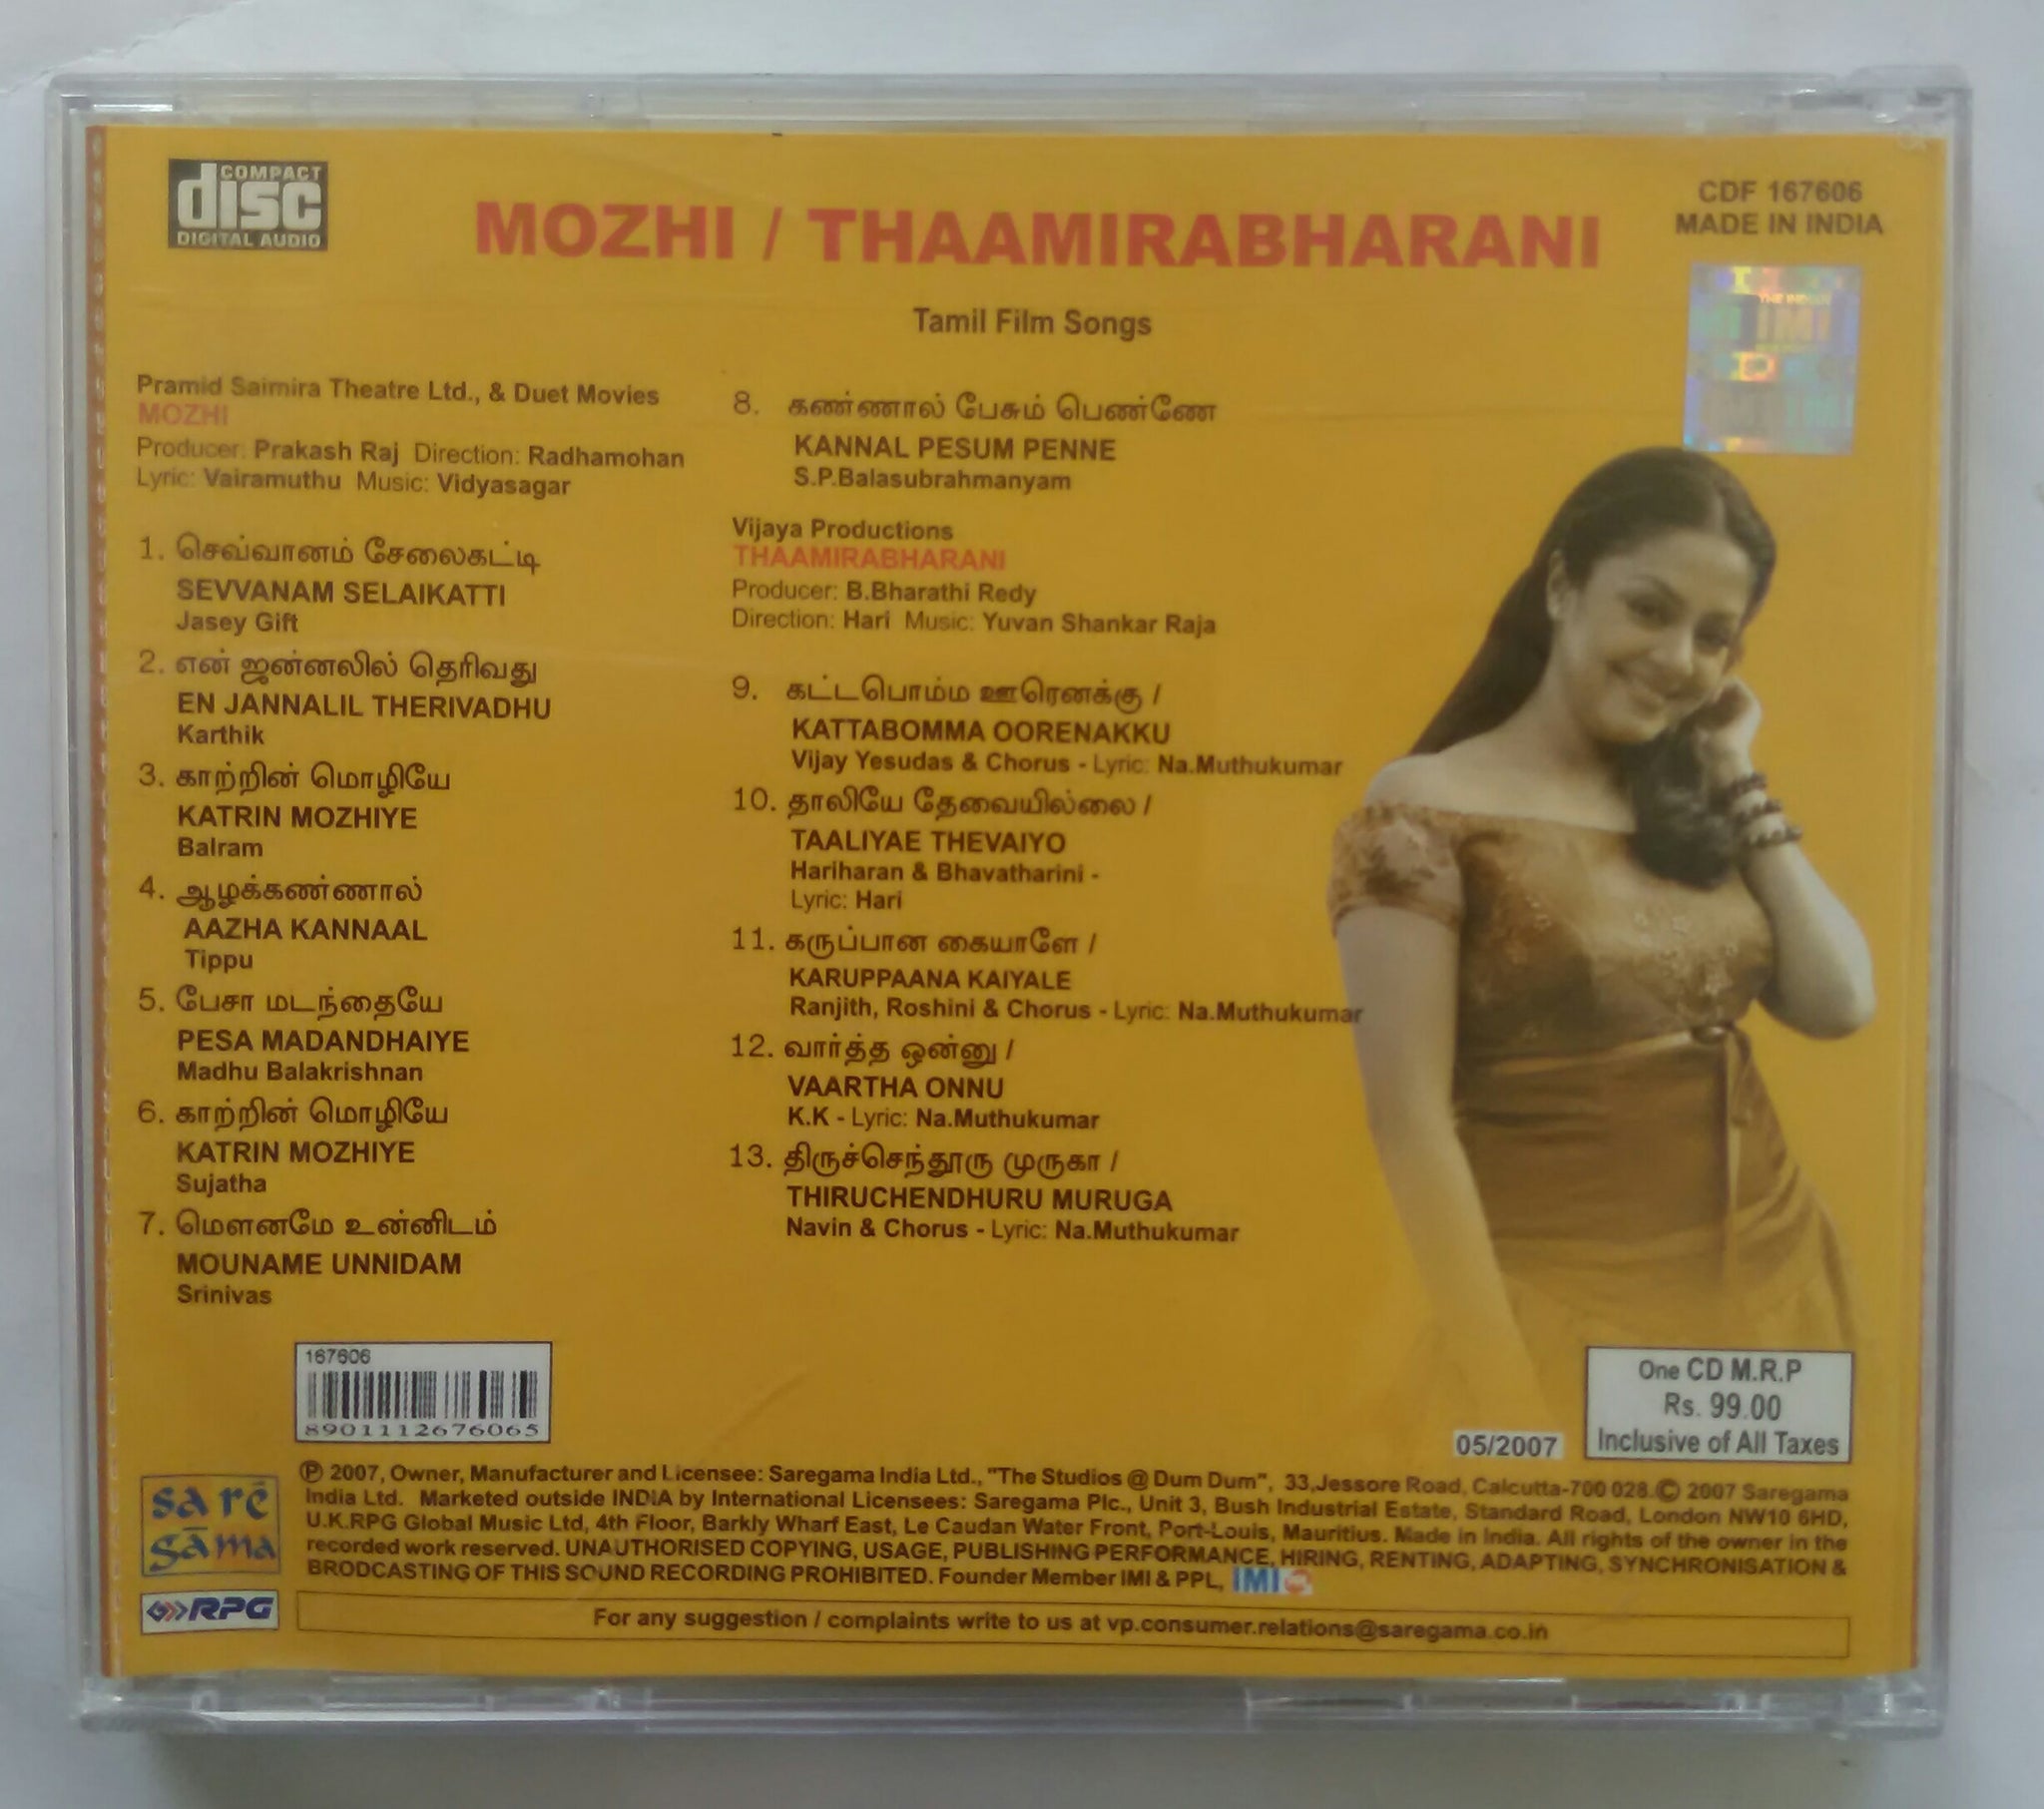 COMPACT
disc
DIGITAL AUDIO
MOZHI / THAAMIRABHARANI
CDF 167606
MADE IN INDIA
Tamil Film Songs
THE INDIAN
IMI
Pramid Saimira Theatre Ltd., & Duet Movies
MOZHI
Producer: Prakash Raj Direction: Radhamohan
Lyric: Vairamuthu Music: Vidyasagar
1. செவ்வானம் சேலைகட்டி
SEVVANAM SELAIKATTI
Jasey Gift
2. என் ஜன்னலில் தெரிவது
EN JANNALIL THERIVADHU
Karthik
3. காற்றின் மொழியே
KATRIN MOZHIYE
Balram
4. ஆழக்கண்ணால்
AAZHA KANNAAL
Tippu
5. பேசா மடந்தையே
PESA MADANDHAIYE
Madhu Balakrishnan
6. காற்றின் மொழியே
KATRIN MOZHIYE
Sujatha
7. மௌனமே உன்னிடம்
MOUNAME UNNIDAM
Srinivas
8. கண்ணால் பேசும் பெண்ணே
KANNAL PESUM PENNE
S.P.Balasubrahmanyam
Vijaya Productions
THAAMIRABHARANI
Producer: B.Bharathi Redy
Direction: Hari Music: Yuvan Shankar Raja
9. கட்டபொம்ம ஊரெனக்கு /
KATTABOMMA OORENAKKU
Vijay Yesudas & Chorus - Lyric: Na.Muthukumar
10. தாலியே தேவையில்லை /
TAALIYAE THEVAIYO
Hariharan & Bhavatharini -
Lyric: Hari
11. கருப்பான கையாளே /
KARUPPAANA KAIYALE
Ranjith, Roshini & Chorus - Lyric: Na.Muthukumar
12. வார்த்த ஒன்னு /
VAARTHA ONNU
K.K - Lyric: Na.Muthukumar
13. திருச்செந்தூரு முருகா /
THIRUCHENDHURU MURUGA
Navin & Chorus - Lyric: Na.Muthukumar
167606
8901112676065
05/2007
One CD M.R.P
Rs. 99.00
Inclusive of All Taxes
sa rē
gāma
RPG
Ⓟ 2007, Owner, Manufacturer and Licensee: Saregama India Ltd., "The Studios @ Dum Dum", 33,Jessore Road, Calcutta-700 028.© 2007 Saregama
India Ltd. Marketed outside INDIA by International Licensees: Saregama Plc., Unit 3, Bush Industrial Estate, Standard Road, London NW10 6HD,
U.K.RPG Global Music Ltd, 4th Floor, Barkly Wharf East, Le Caudan Water Front, Port-Louis, Mauritius. Made in India. All rights of the owner in the
recorded work reserved. UNAUTHORISED COPYING, USAGE, PUBLISHING PERFORMANCE, HIRING, RENTING, ADAPTING, SYNCHRONISATION &
BRODCASTING OF THIS SOUND RECORDING PROHIBITED. Founder Member IMI & PPL, IMI
For any suggestion / complaints write to us at vp.consumer.relations@saregama.co.in